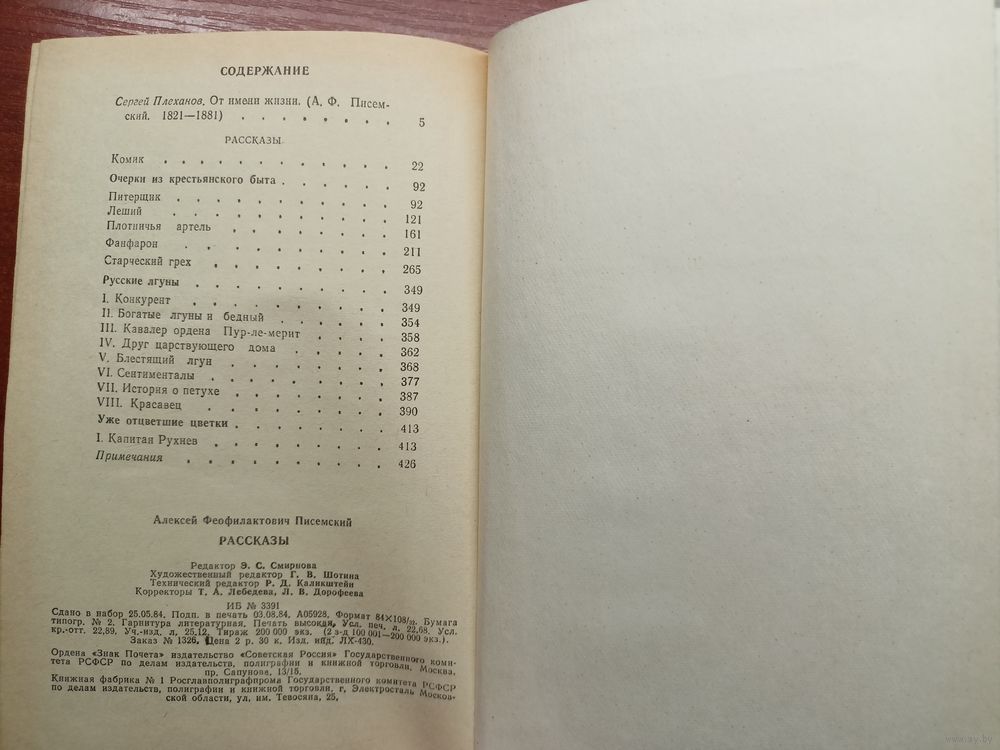 СОДЕРЖАНИЕ
Сергей Плеханов. От имени жизни. (А. Ф. Писем-
ский. 1821—1881) . . . . . . . . 5
РАССКАЗЫ
Комик . . . . . . . . . . . . 22
Очерки из крестьянского быта . . . . . . 92
Питерщик . . . . . . . . . . . 92
Леший . . . . . . . . . . . 121
Плотничья артель . . . . . . . . . 161
Фанфарон . . . . . . . . . . . 211
Старческий грех . . . . . . . . . 265
Русские лгуны . . . . . . . . . . 349
I. Конкурент . . . . . . . . . . 349
II. Богатые лгуны и бедный . . . . . . 354
III. Кавалер ордена Пур-ле-мерит . . . . . 358
IV. Друг царствующего дома . . . . . . 362
V. Блестящий лгун . . . . . . . . . 368
VI. Сентименталы . . . . . . . . . 377
VII. История о петухе . . . . . . . . 387
VIII. Красавец . . . . . . . . . . 390
Уже отцветшие цветки . . . . . . . . 413
I. Капитан Рухнев . . . . . . . . . 413
Примечания . . . . . . . . . . 426
Алексей Феофилактович Писемский
РАССКАЗЫ
Редактор Э. С. Смирнова
Художественный редактор Г. В. Шотина
Технический редактор Р. Д. Каликштейн
Корректоры Т. А. Лебедева, Л. В. Дорофеева
ИБ № 3391
Сдано в набор 25.05.84. Подп. в печать 03.08.84. А05928. Формат 84Х108/32. Бумага
типогр. № 2. Гарнитура литературная. Печать высокая. Усл. печ. л. 22,68. Усл.
кр.-отт. 22,89. Уч.-изд. л. 25,12. Тираж 200 000 экз. (2 з-д 100 001—200 000 экз.).
Заказ № 1326. Цена 2 р. 30 к. Изд. инд. ЛХ-430.
Ордена «Знак Почета» издательство «Советская Россия» Государственного коми-
тета РСФСР по делам издательств, полиграфии и книжной торговли. Москва,
пр. Сапунова, 13/15.
Книжная фабрика № 1 Росглавполиграфпрома Государственного комитета РСФСР
по делам издательств, полиграфии и книжной торговли, г. Электросталь Москов-
ской области, ул. им. Тевосяна, 25.
www.ay.by